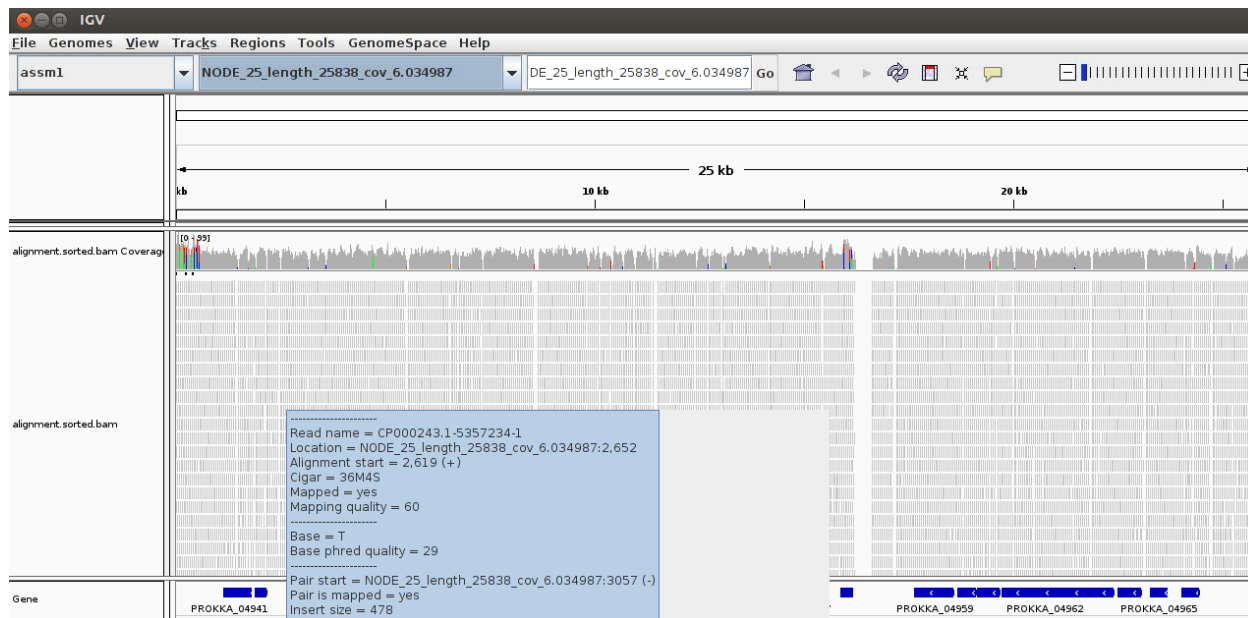 IGV
File Genomes View Tracks Regions Tools GenomeSpace Help
assm1 NODE_25_length_25838_cov_6.034987 DE_25_length_25838_cov_6.034987 Go
25 kb
kb 10 kb 20 kb
alignment.sorted.bam Coverag [0 - 99]
alignment.sorted.bam
----------------------
Read name = CP000243.1-5357234-1
Location = NODE_25_length_25838_cov_6.034987:2,652
Alignment start = 2,619 (+)
Cigar = 36M4S
Mapped = yes
Mapping quality = 60
----------------------
Base = T
Base phred quality = 29
----------------------
Pair start = NODE_25_length_25838_cov_6.034987:3057 (-)
Pair is mapped = yes
Insert size = 478
Gene
PROKKA_04941 PROKKA_04959 PROKKA_04962 PROKKA_04965